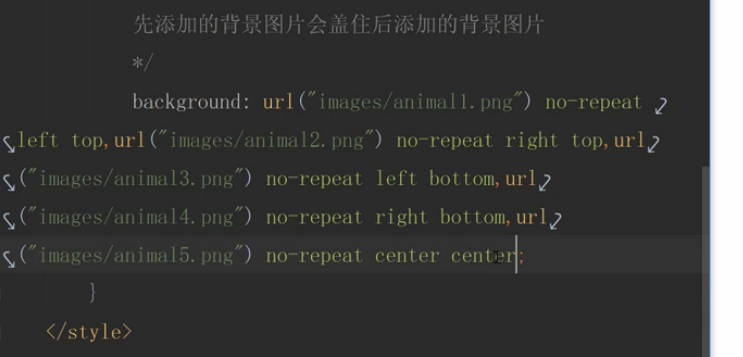 先添加的背景图片会盖住后添加的背景图片
*/
background: url("images/animal1.png") no-repeat
left top,url("images/animal2.png") no-repeat right top,url
("images/animal3.png") no-repeat left bottom,url
("images/animal4.png") no-repeat right bottom,url
("images/animal5.png") no-repeat center center;
}
</style>